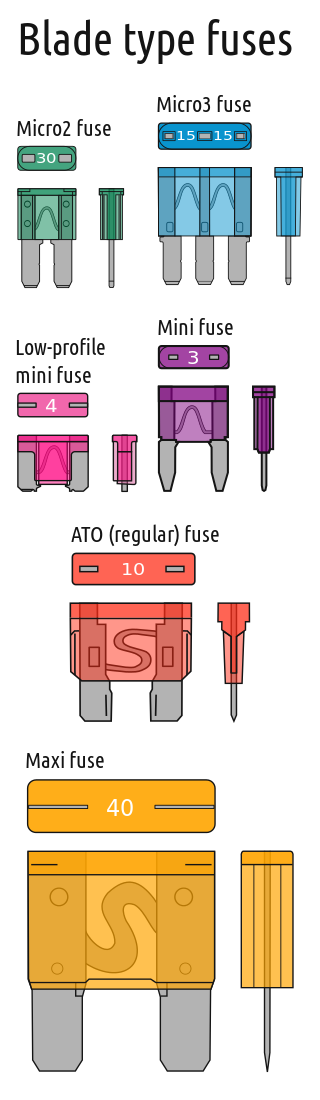 Blade type fuses
Micro2 fuse
30
Micro3 fuse
15 15
Low-profile
mini fuse
4
Mini fuse
3
ATO (regular) fuse
10
Maxi fuse
40